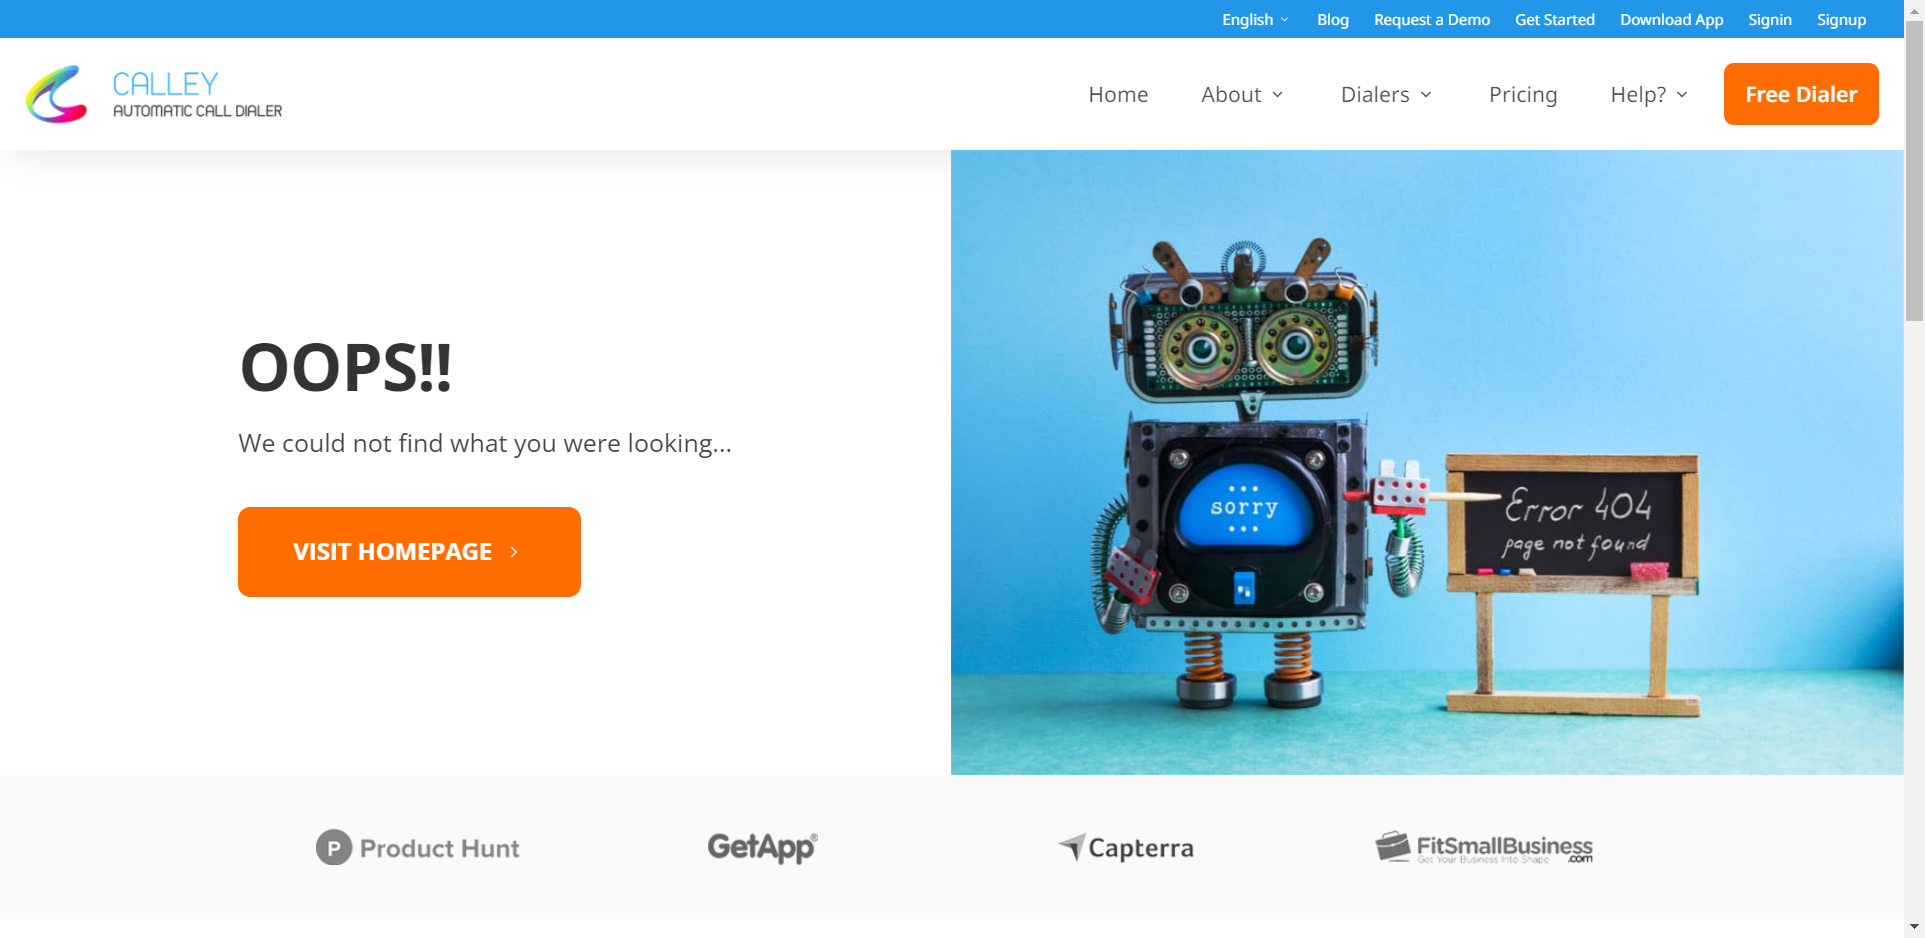 English Blog Request a Demo Get Started Download App Signin Signup
CALLEY
AUTOMATIC CALL DIALER
Home About Dialers Pricing Help? Free Dialer
OOPS!!
We could not find what you were looking...
VISIT HOMEPAGE
sorry
Error 404
page not found
P Product Hunt
GetApp®
Capterra
FitSmallBusiness
Get Your Business Into Shape .com